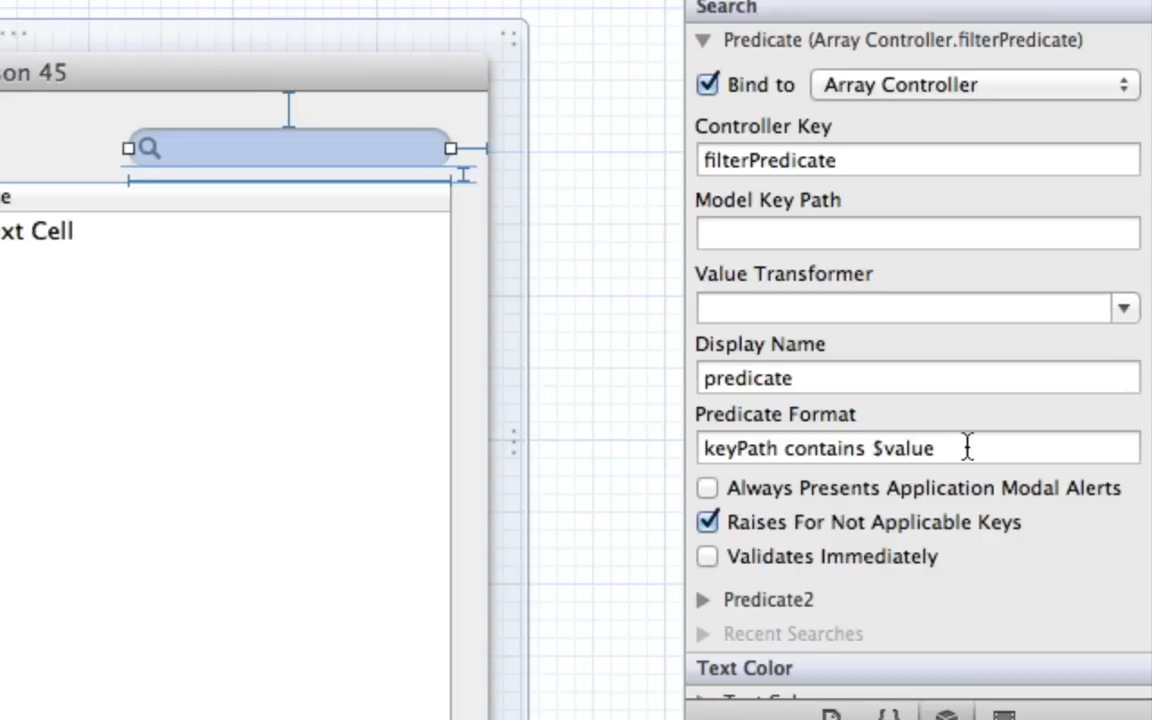 Search
Predicate (Array Controller.filterPredicate)
on 45
Bind to
Array Controller
Controller Key
filterPredicate
Model Key Path
e
xt Cell
Value Transformer
Display Name
predicate
Predicate Format
keyPath contains $value
Always Presents Application Modal Alerts
Raises For Not Applicable Keys
Validates Immediately
Predicate2
Recent Searches
Text Color